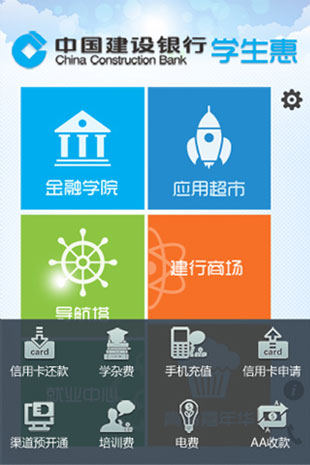 中国建设银行 学生惠
China Construction Bank
金融学院 应用超市
导航塔 建行商场
card card
信用卡还款 学杂费 手机充值 信用卡申请
就业中心
渠道预开通 培训费 电费 AA收款